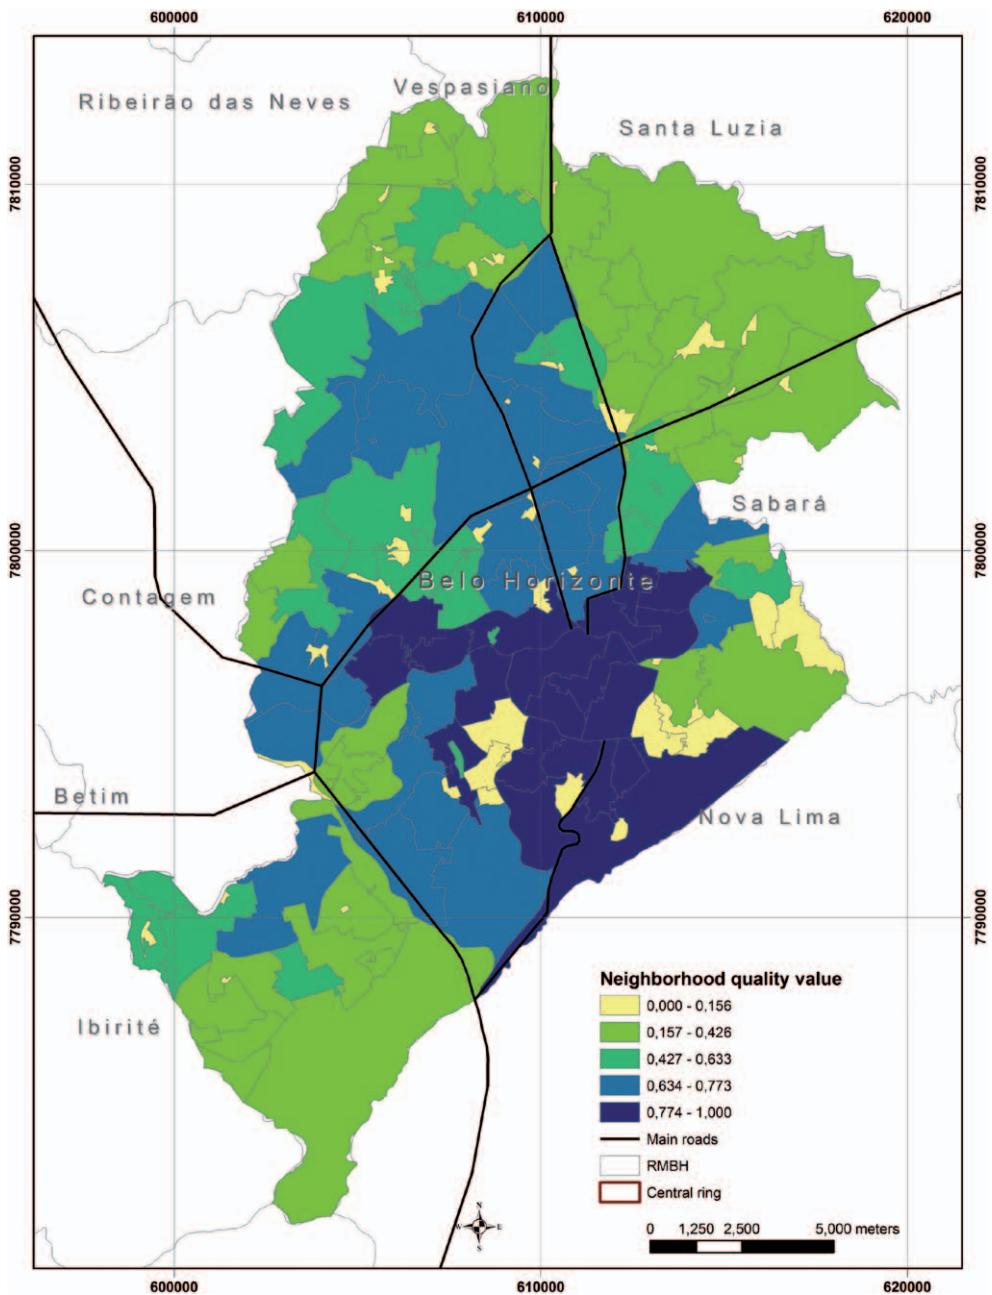 600000 610000 620000
Vespasiano
Ribeirão das Neves
Santa Luzia
7810000 7810000
Sabará
7800000 7800000
Belo Horizonte
Contagem
Betim
Nova Lima
7790000 7790000
Neighborhood quality value
0,000 - 0,156
0,157 - 0,426
0,427 - 0,633
0,634 - 0,773
0,774 - 1,000
Main roads
RMBH
Central ring
Ibirité
N
W E
S
0 1,250 2,500 5,000 meters
600000 610000 620000